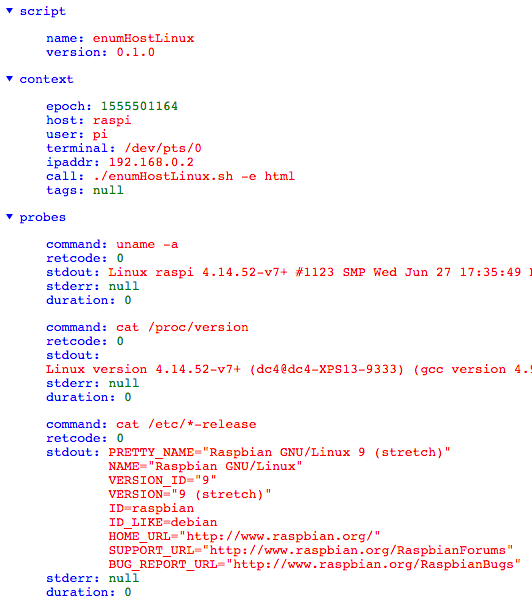 script
name: enumHostLinux
version: 0.1.0
context
epoch: 1555501164
host: raspi
user: pi
terminal: /dev/pts/0
ipaddr: 192.168.0.2
call: ./enumHostLinux.sh -e html
tags: null
probes
command: uname -a
retcode: 0
stdout: Linux raspi 4.14.52-v7+ #1123 SMP Wed Jun 27 17:35:49
stderr: null
duration: 0
command: cat /proc/version
retcode: 0
stdout:
Linux version 4.14.52-v7+ (dc4@dc4-XPS13-9333) (gcc version
stderr: null
duration: 0
command: cat /etc/*-release
retcode: 0
stdout: PRETTY_NAME="Raspbian GNU/Linux 9 (stretch)"
NAME="Raspbian GNU/Linux"
VERSION_ID="9"
VERSION="9 (stretch)"
ID=raspbian
ID_LIKE=debian
HOME_URL="http://www.raspbian.org/"
SUPPORT_URL="http://www.raspbian.org/RaspbianForums"
BUG_REPORT_URL="http://www.raspbian.org/RaspbianBugs"
stderr: null
duration: 0